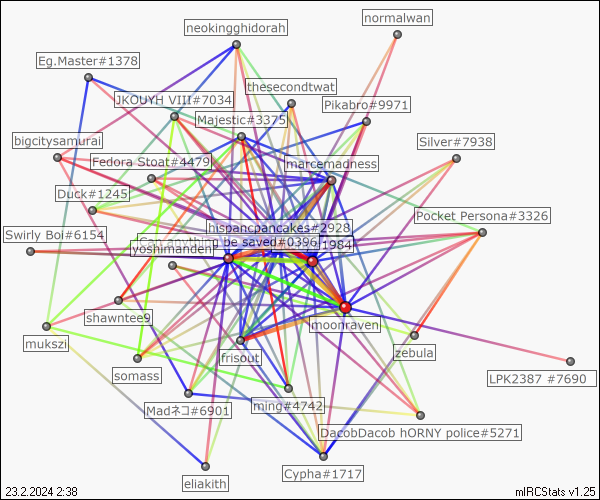 normalwan
neokingghidorah
Eg.Master#1378
thesecondtwat
JKOUYH VIII#7034
Pikabro#9971
Majestic#3375
bigcitysamurai
Silver#7938
Fedora Stoat#4479
marcemadness
Duck#1245
Pocket Persona#3326
hispancpancakes#2928
Swirly Boi#6154
Can anything be saved#0396
1984
yoshimanden
shawntee9
moonraven
mukszi
frisout
zebula
somass
LPK2387 #7690
Madネコ#6901
ming#4742
DacobDacob hORNY police#5271
Cypha#1717
eliakith
23.2.2024 2:38
mIRCStats v1.25